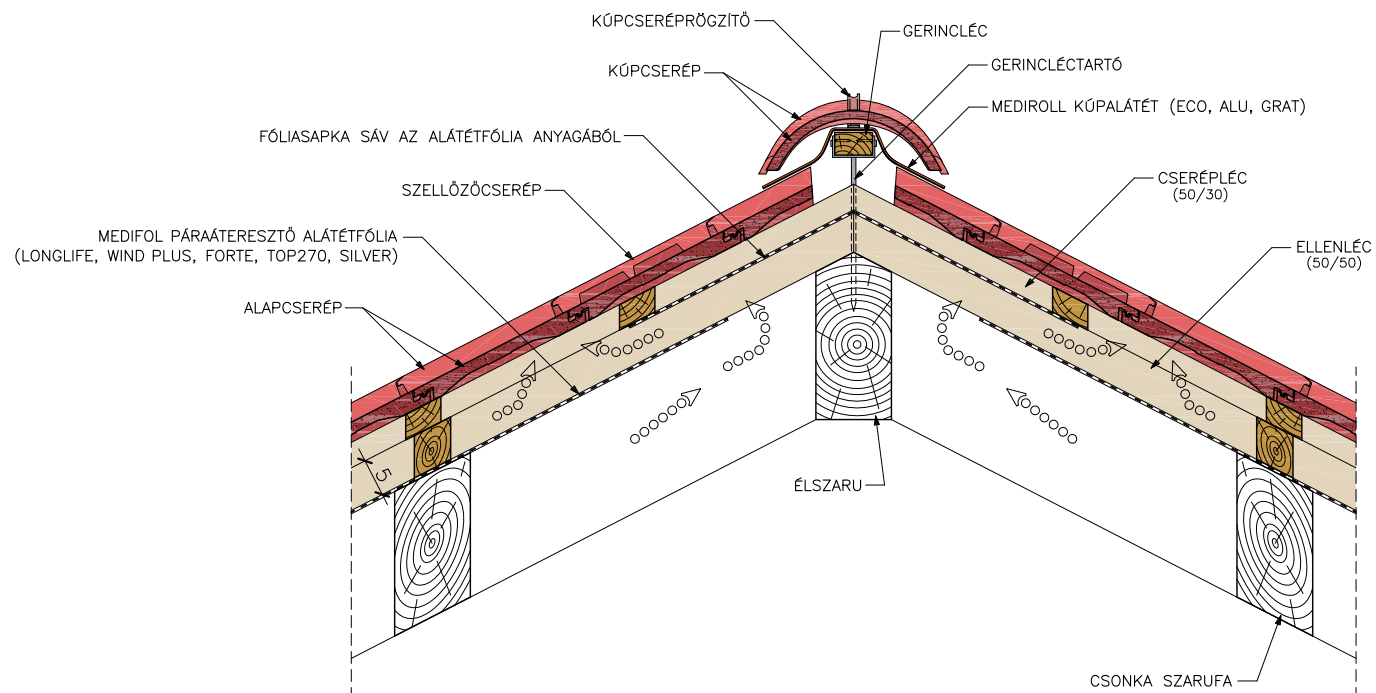 KÚPCSERÉPRÖGZÍTŐ
GERINCLÉC
KÚPCSERÉP
GERINCLÉCTARTÓ
MEDIROLL KÚPALÁTÉT (ECO, ALU, GRAT)
FÓLIASAPKA SÁV AZ ALÁTÉTFÓLIA ANYAGÁBÓL
SZELLŐZŐCSERÉP
CSERÉPLÉC
(50/30)
MEDIFOL PÁRAÁTERESZTŐ ALÁTÉTFÓLIA
(LONGLIFE, WIND PLUS, FORTE, TOP270, SILVER)
ELLENLÉC
(50/50)
ALAPCSERÉP
5
ÉLSZARU
CSONKA SZARUFA